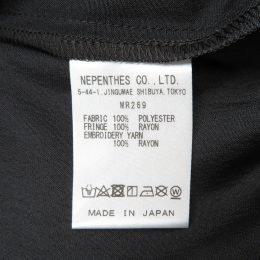 NEPENTHES CO., LTD.
5-44-1, JINGUMAE SHIBUYA, TOKYO
WR269
FABRIC 100% POLYESTER
FRINGE 100% RAYON
EMBROIDERY YARN
100% RAYON
MADE IN JAPAN